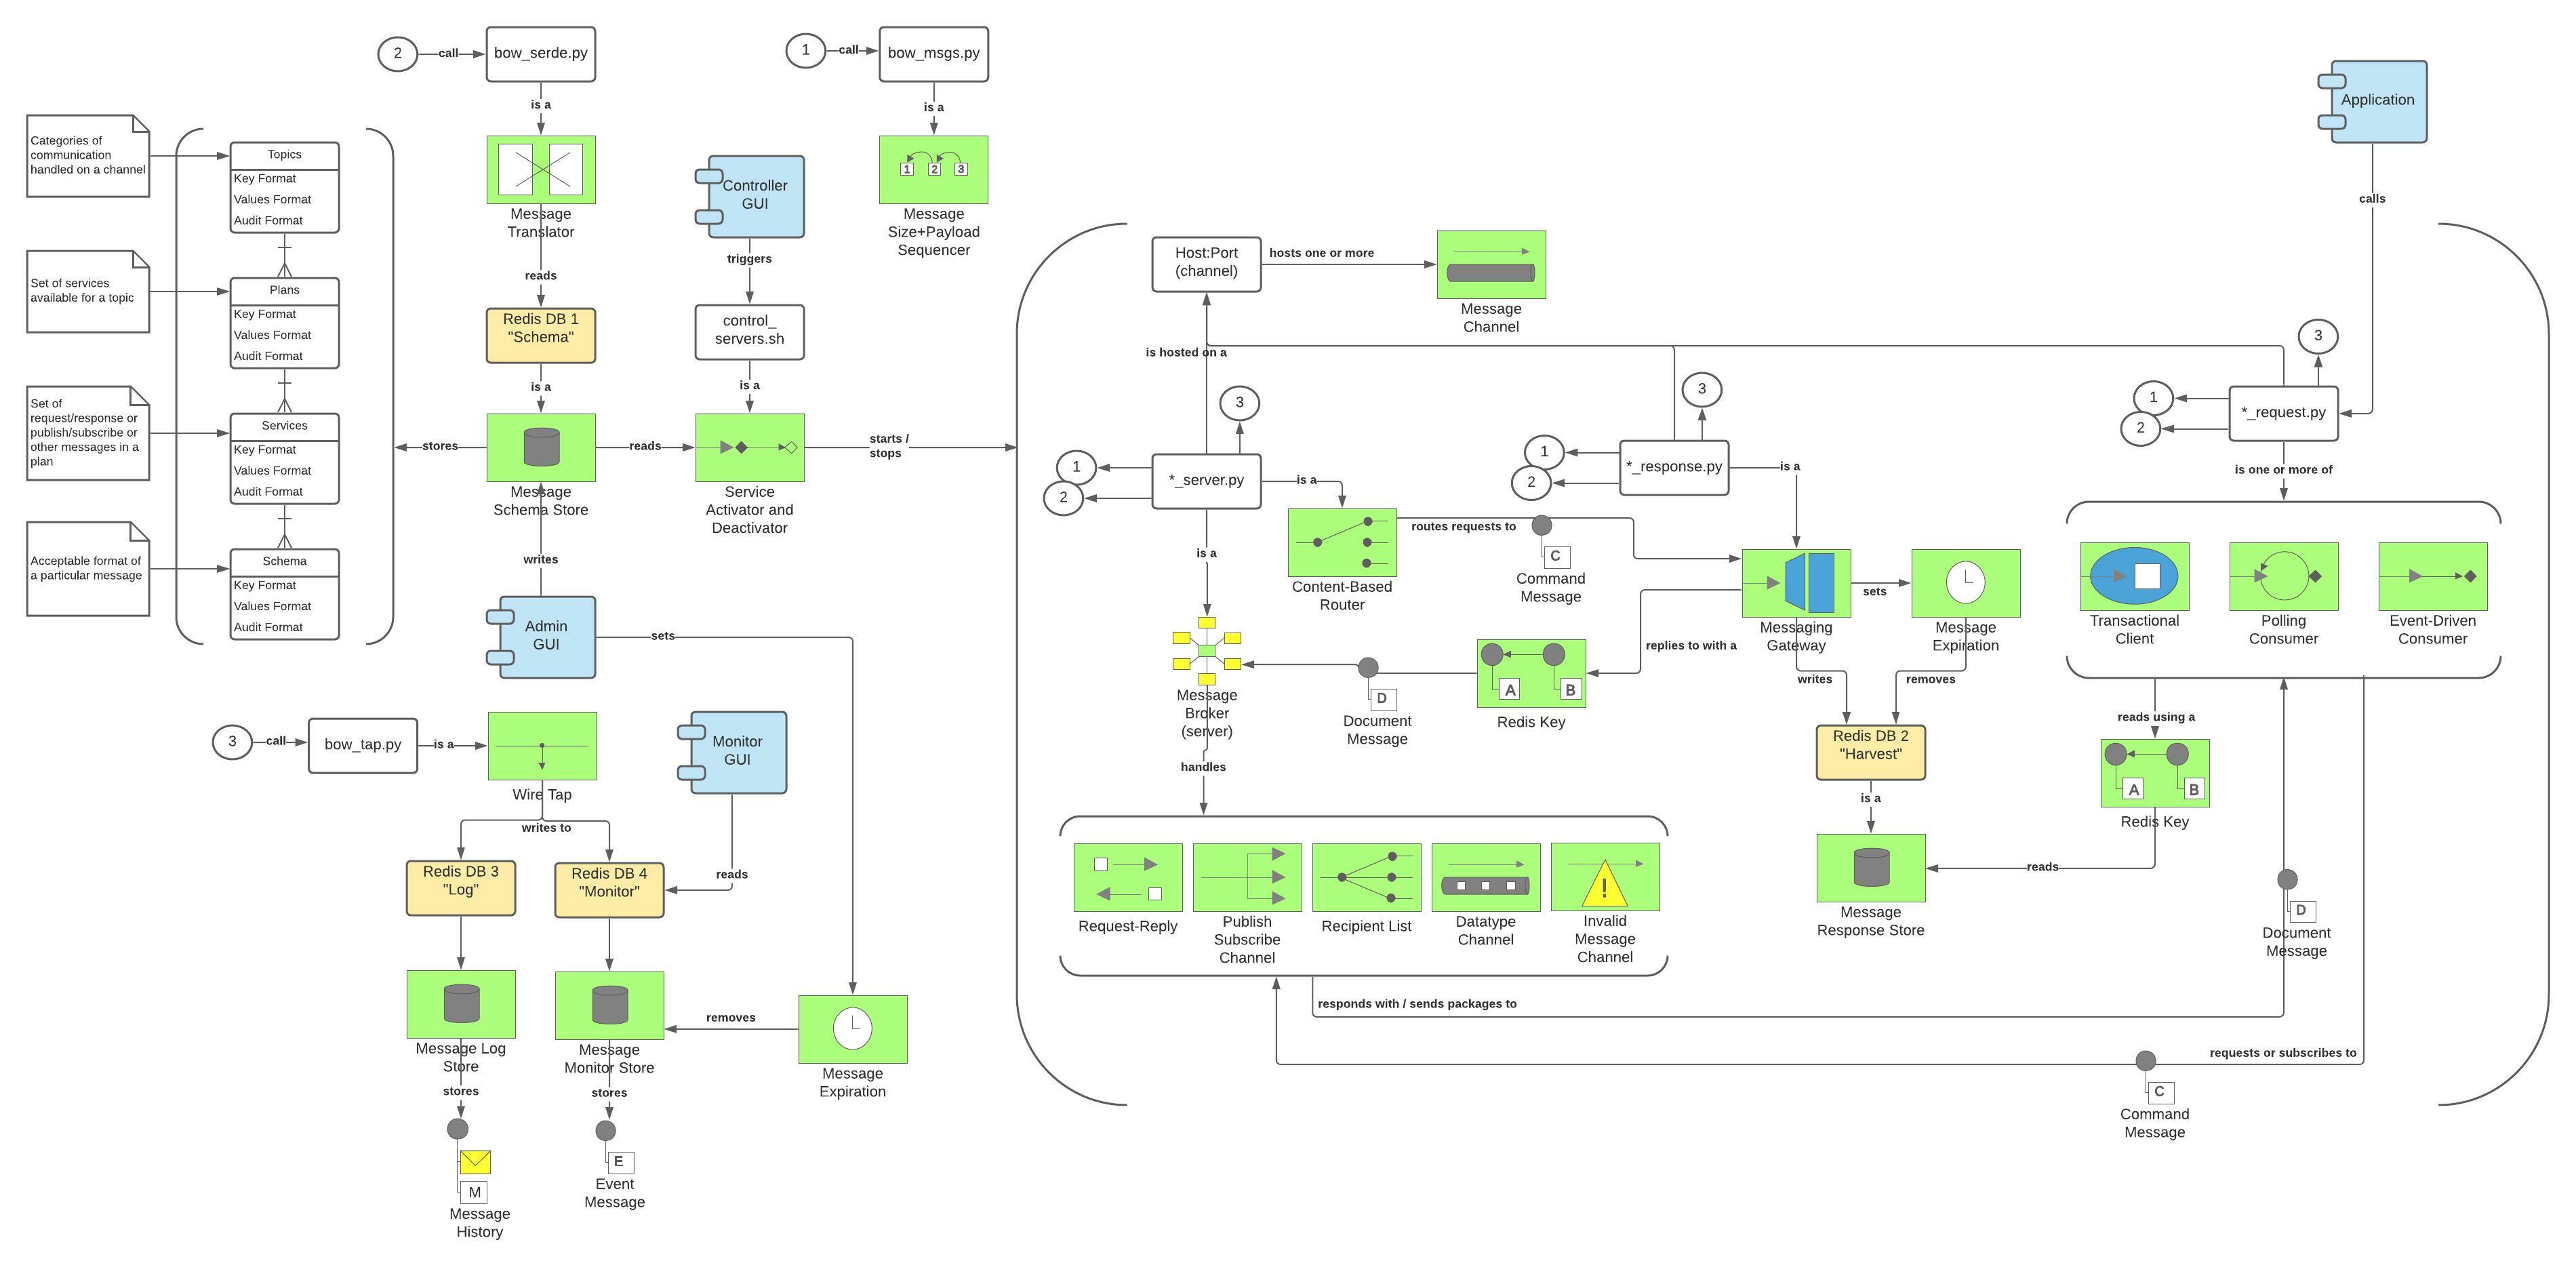 2
call
bow_serde.py
is a
Message
Translator
reads
Redis DB 1
"Schema"
is a
Message
Schema Store
stores
reads
writes
Admin
GUI
sets
1
call
bow_msgs.py
is a
1
2
3
Message
Size+Payload
Sequencer
Controller
GUI
triggers
control_
servers.sh
is a
Service
Activator and
Deactivator
starts /
stops
Categories of
communication
handled on a channel
Set of services
available for a topic
Set of
request/response or
publish/subscribe or
other messages in a
plan
Acceptable format of
a particular message
Topics
Key Format
Values Format
Audit Format
Plans
Key Format
Values Format
Audit Format
Services
Key Format
Values Format
Audit Format
Schema
Key Format
Values Format
Audit Format
3
call
bow_tap.py
is a
Wire Tap
writes to
Redis DB 3
"Log"
Redis DB 4
"Monitor"
Monitor
GUI
reads
Message Log
Store
stores
M
Message
History
Message
Monitor Store
stores
E
Event
Message
removes
Message
Expiration
Host:Port
(channel)
hosts one or more
Message
Channel
is hosted on a
3
1
2
*_server.py
is a
Content-Based
Router
routes requests to
C
Command
Message
is a
Message
Broker
(server)
handles
D
Document
Message
A
B
Redis Key
replies to with a
3
1
2
*_response.py
is a
Messaging
Gateway
sets
Message
Expiration
writes
removes
Redis DB 2
"Harvest"
is a
Message
Response Store
Request-Reply
Publish
Subscribe
Channel
Recipient List
Datatype
Channel
!
Invalid
Message
Channel
responds with / sends packages to
requests or subscribes to
C
Command
Message
Application
calls
3
1
2
*_request.py
is one or more of
Transactional
Client
Polling
Consumer
Event-Driven
Consumer
reads using a
A
B
Redis Key
reads
D
Document
Message